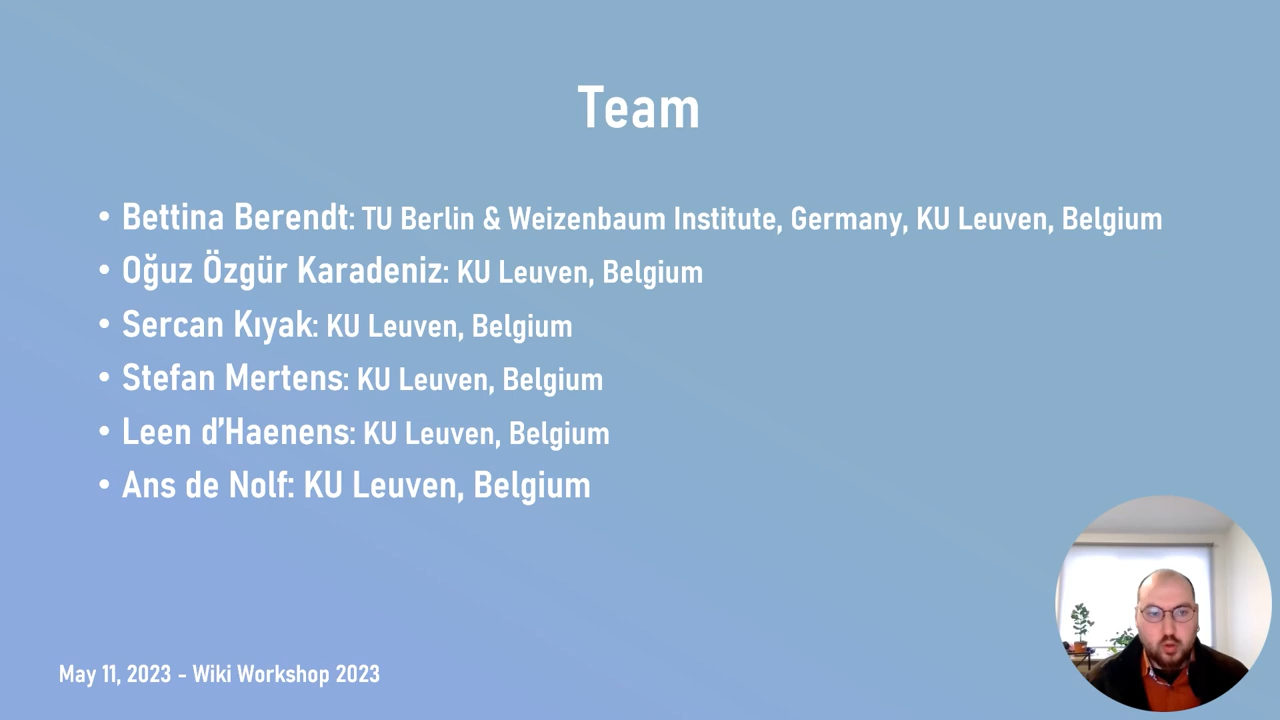 Team
• Bettina Berendt: TU Berlin & Weizenbaum Institute, Germany, KU Leuven, Belgium
• Oğuz Özgür Karadeniz: KU Leuven, Belgium
• Sercan Kıyak: KU Leuven, Belgium
• Stefan Mertens: KU Leuven, Belgium
• Leen d’Haenens: KU Leuven, Belgium
• Ans de Nolf: KU Leuven, Belgium
May 11, 2023 - Wiki Workshop 2023